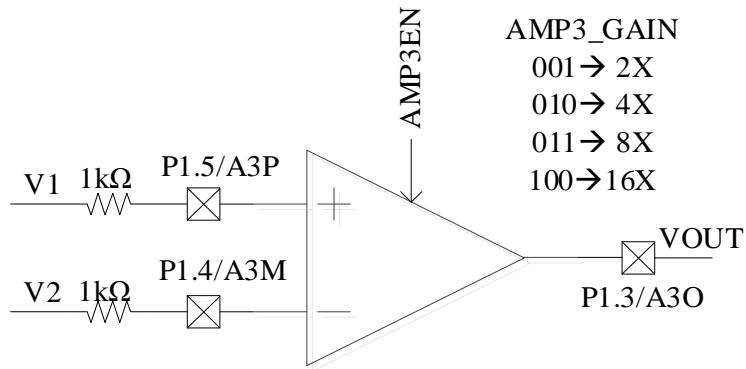 AMP3EN
AMP3_GAIN
001→ 2X
010→ 4X
011→ 8X
100→16X
V1 1kΩ P1.5/A3P
+
V2 1kΩ P1.4/A3M
—
VOUT
P1.3/A3O